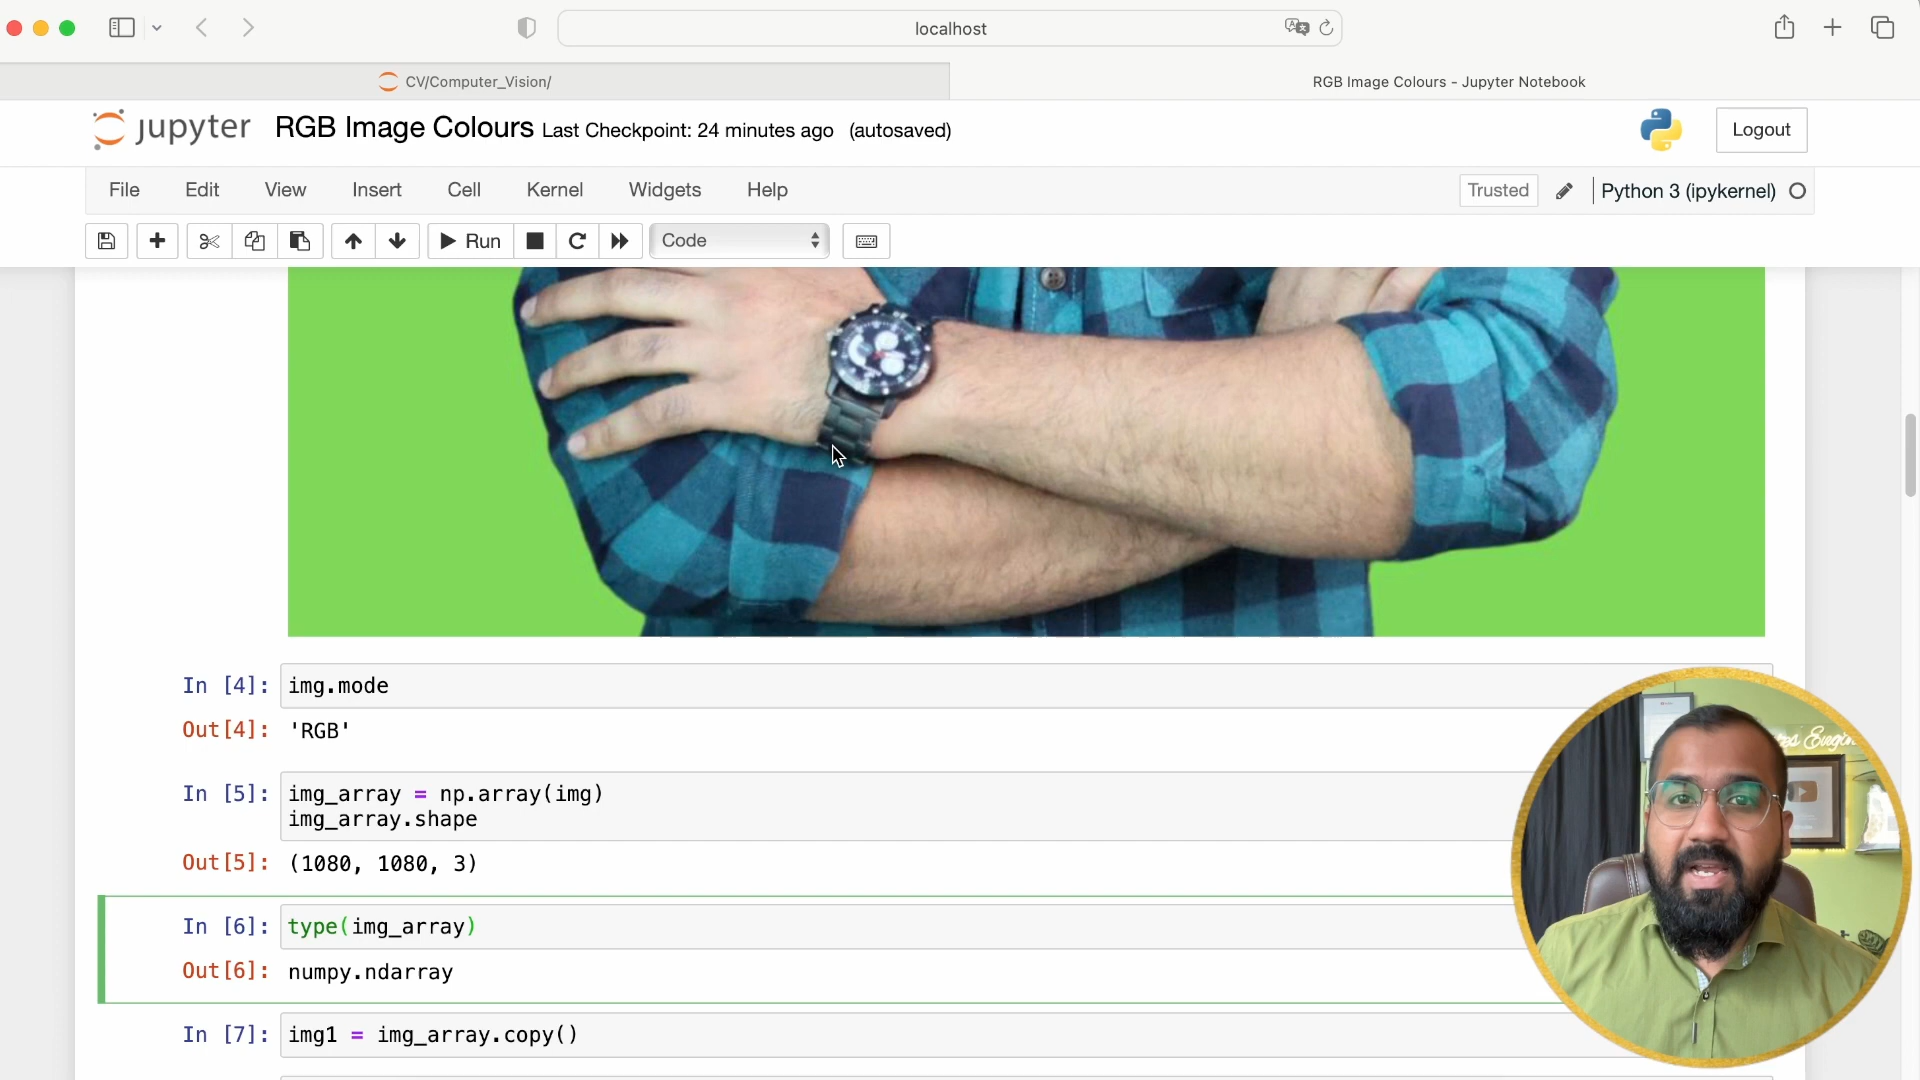 localhost
CV/Computer_Vision/
RGB Image Colours - Jupyter Notebook
jupyter RGB Image Colours Last Checkpoint: 24 minutes ago (autosaved)
Logout
File Edit View Insert Cell Kernel Widgets Help
Trusted Python 3 (ipykernel)
Run Code
In [4]: img.mode
Out[4]: 'RGB'
In [5]: img_array = np.array(img)
img_array.shape
Out[5]: (1080, 1080, 3)
In [6]: type(img_array)
Out[6]: numpy.ndarray
In [7]: img1 = img_array.copy()